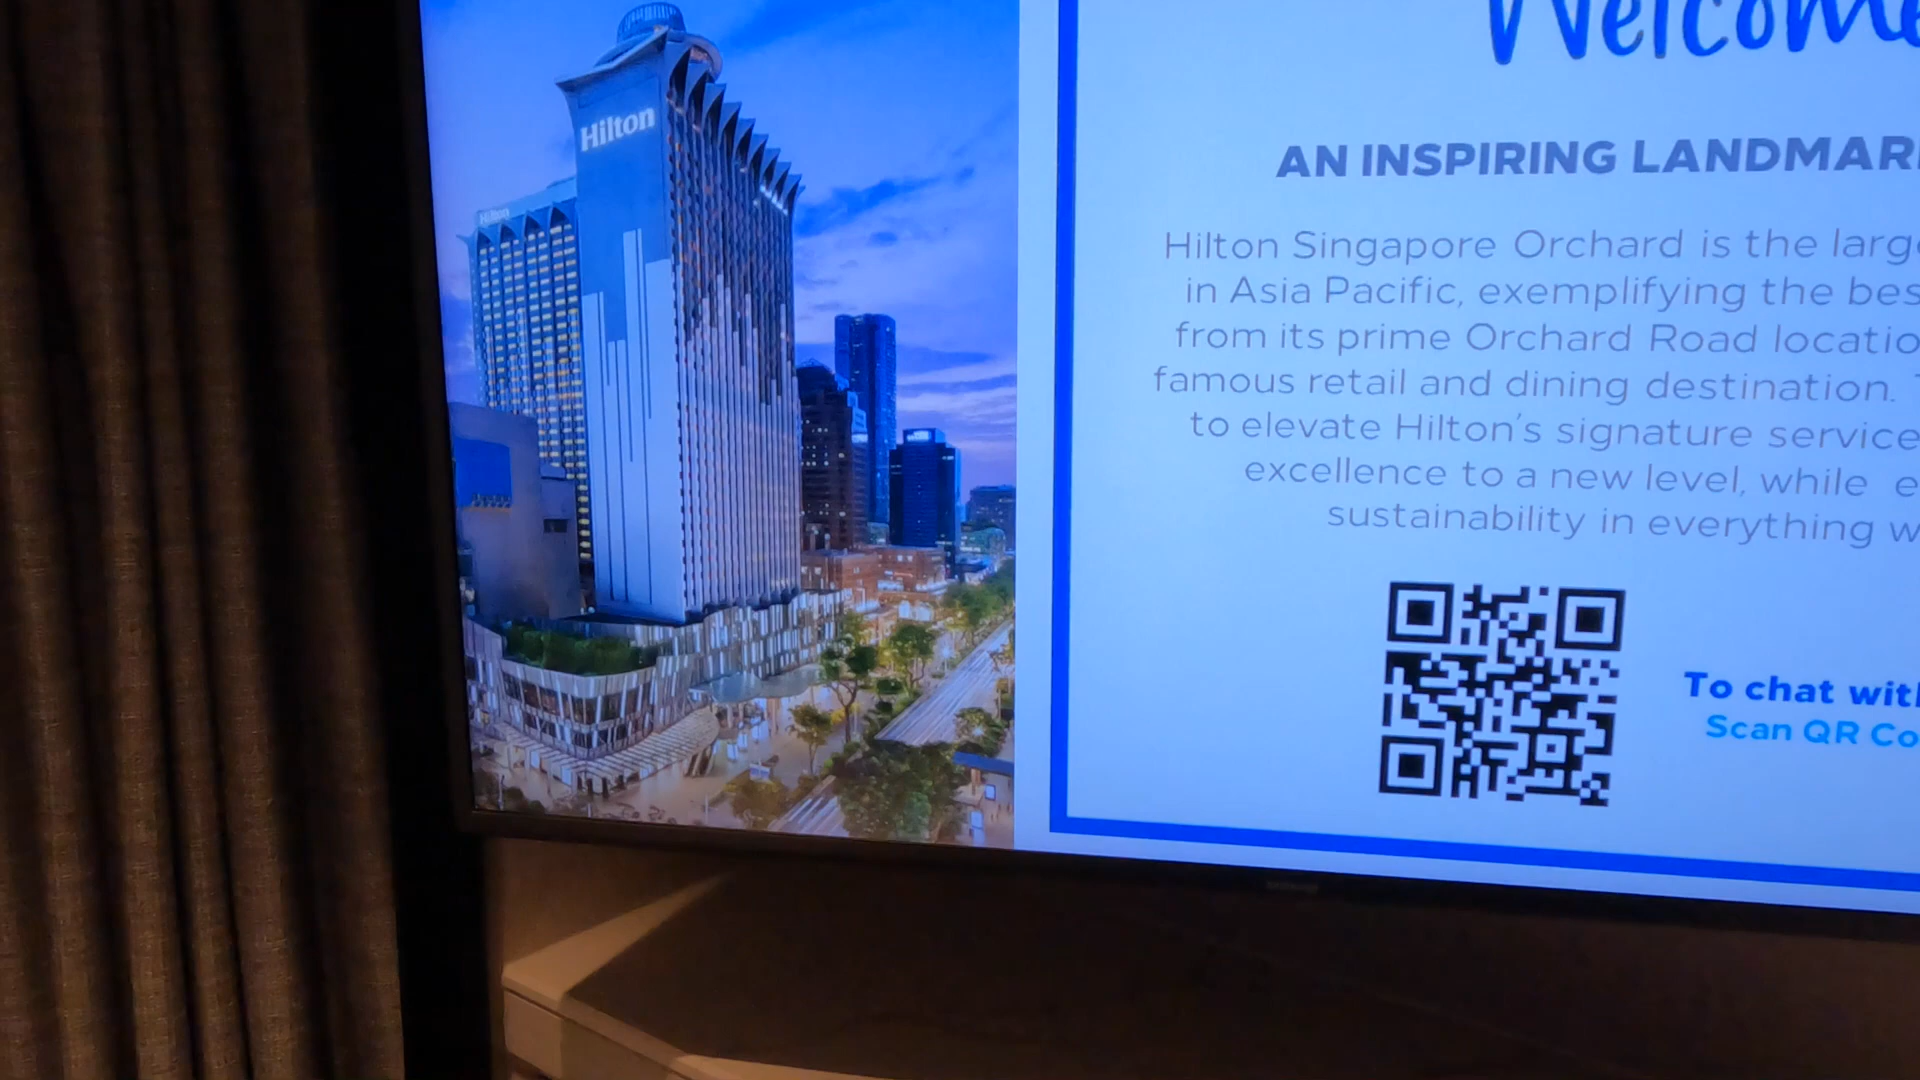 Hilton
Hilton
Welcome
AN INSPIRING LANDMAR
Hilton Singapore Orchard is the larg
in Asia Pacific, exemplifying the bes
from its prime Orchard Road locatio
famous retail and dining destination.
to elevate Hilton's signature service
excellence to a new level, while e
sustainability in everything w
To chat with
Scan QR Co